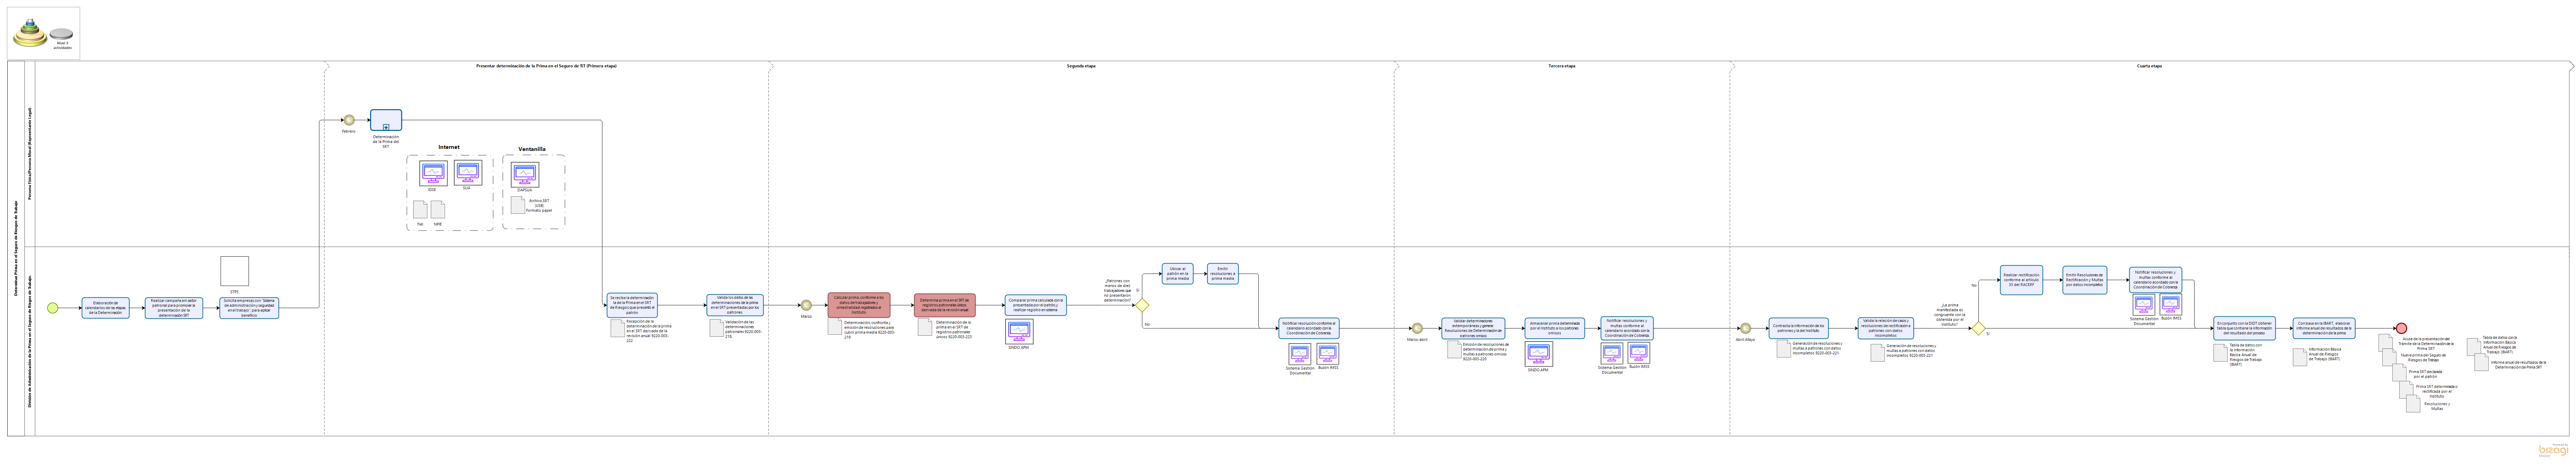 Nivel 3
actividades
Presentar determinación de la Prima en el Seguro de RT (Primera etapa)
Segunda etapa
Tercera etapa
Cuarta etapa
Determinar Prima en el Seguro de Riesgos de Trabajo
Persona Física/Persona Moral (Representante Legal)
Febrero
Determinación
de la Prima del
SRT
Internet
IDSE
SUA
NIE
Ventanilla
DAPSUA
Archivo SRT
(USB)
Formato papel
División de Administración de la Prima en el Seguro de Riesgos de Trabajo
Elaboración de
calendarios de las etapas
de la Determinación
Realizar campaña emisador
patronal para promover la
presentación de la
determinación SRT
STPS
Solicita empresas con "Sistema
de administración y seguridad
en el trabajo" para aplicar
beneficio
Se recibe la determinación
de la Prima en el SRT
que presentó el
patrón
Recepción de la
determinación de la prima
en el SRT derivada de la
revisión anual 9220-003-
222
Valida los datos de las
determinaciones de la prima
en el SRT presentadas por los
patrones
Validación de las
determinaciones
patronales 9220-003-
218
Marzo
Calcular prima, conforme a los
datos de trabajadores y
siniestralidad registrados al
Instituto
Determinación, conforme y
emisión de resoluciones para
cubrir prima media 9220-003-
219
Determina prima en el SRT de
registros patronales únicos
derivada de la revisión anual
Determinación de la
prima en el SRT de
registros patronales
únicos 9220-003-223
Comparar prima calculada con la
presentada por el patrón y
realizar registro en sistema
SINDO APM
¿Patrones con
menos de diez
trabajadores que
no presentaron
determinación?
Si
No
Ubicar al
patrón en la
prima media
Emitir
resoluciones a
prima media
Notificar resolución conforme al
calendario acordado con la
Coordinación de Cobranza
Sistema Gestión
Documental
Buzón IMSS
Marzo-abril
Validar determinaciones
extemporáneas y generar
Resoluciones de Determinación de
patrones omisos
Emisión de resoluciones de
determinación de prima y
multas a patrones omisos
9220-003-220
Almacenar prima determinada
por el Instituto a los patrones
omisos
SINDO APM
Notificar resoluciones y
multas conforme al
calendario acordado con la
Coordinación de Cobranza
Sistema Gestión
Documental
Buzón IMSS
Abril-Mayo
Contrasta la información de los
patrones y la del Instituto
Generación de resoluciones y
multas a patrones con datos
incompletos 9220-003-221
Valida la relación de casos y
resoluciones de rectificación a
patrones con datos
incompletos
Generación de resoluciones y
multas a patrones con datos
incompletos 9220-003-221
¿La prima
manifestada es
congruente con la
obtenida por el
Instituto?
No
Si
Realizar rectificación
conforme al artículo
33 del RACERF
Emitir Resoluciones de
Rectificación y Multas
por datos incompletos
Notificar resoluciones y
multas conforme al
calendario acordado con la
Coordinación de Cobranza
Sistema Gestión
Documental
Buzón IMSS
En conjunto con la DIDT obtener
tabla que contiene la información
del resultado del proceso
Tabla de datos con
la Información
Básica Anual de
Riesgos de Trabajo
(IBART)
Con base en la IBART, elaborar
informe anual de resultados de la
determinación de la prima
Información Básica
Anual de Riesgos
de Trabajo (IBART)
Acuse de la presentación del
Trámite de la Determinación de la
Prima SRT
Nueva prima del Seguro de
Riesgos de Trabajo
Prima SRT declarada
por el patrón
Prima SRT determinada o
rectificada por el
Instituto
Resoluciones y
Multas
Tabla de datos con la
Información Básica
Anual de Riesgos de
Trabajo (IBART)
Informe anual de resultados de la
Determinación de Prima SRT
Powered by
bizagi
Modeler